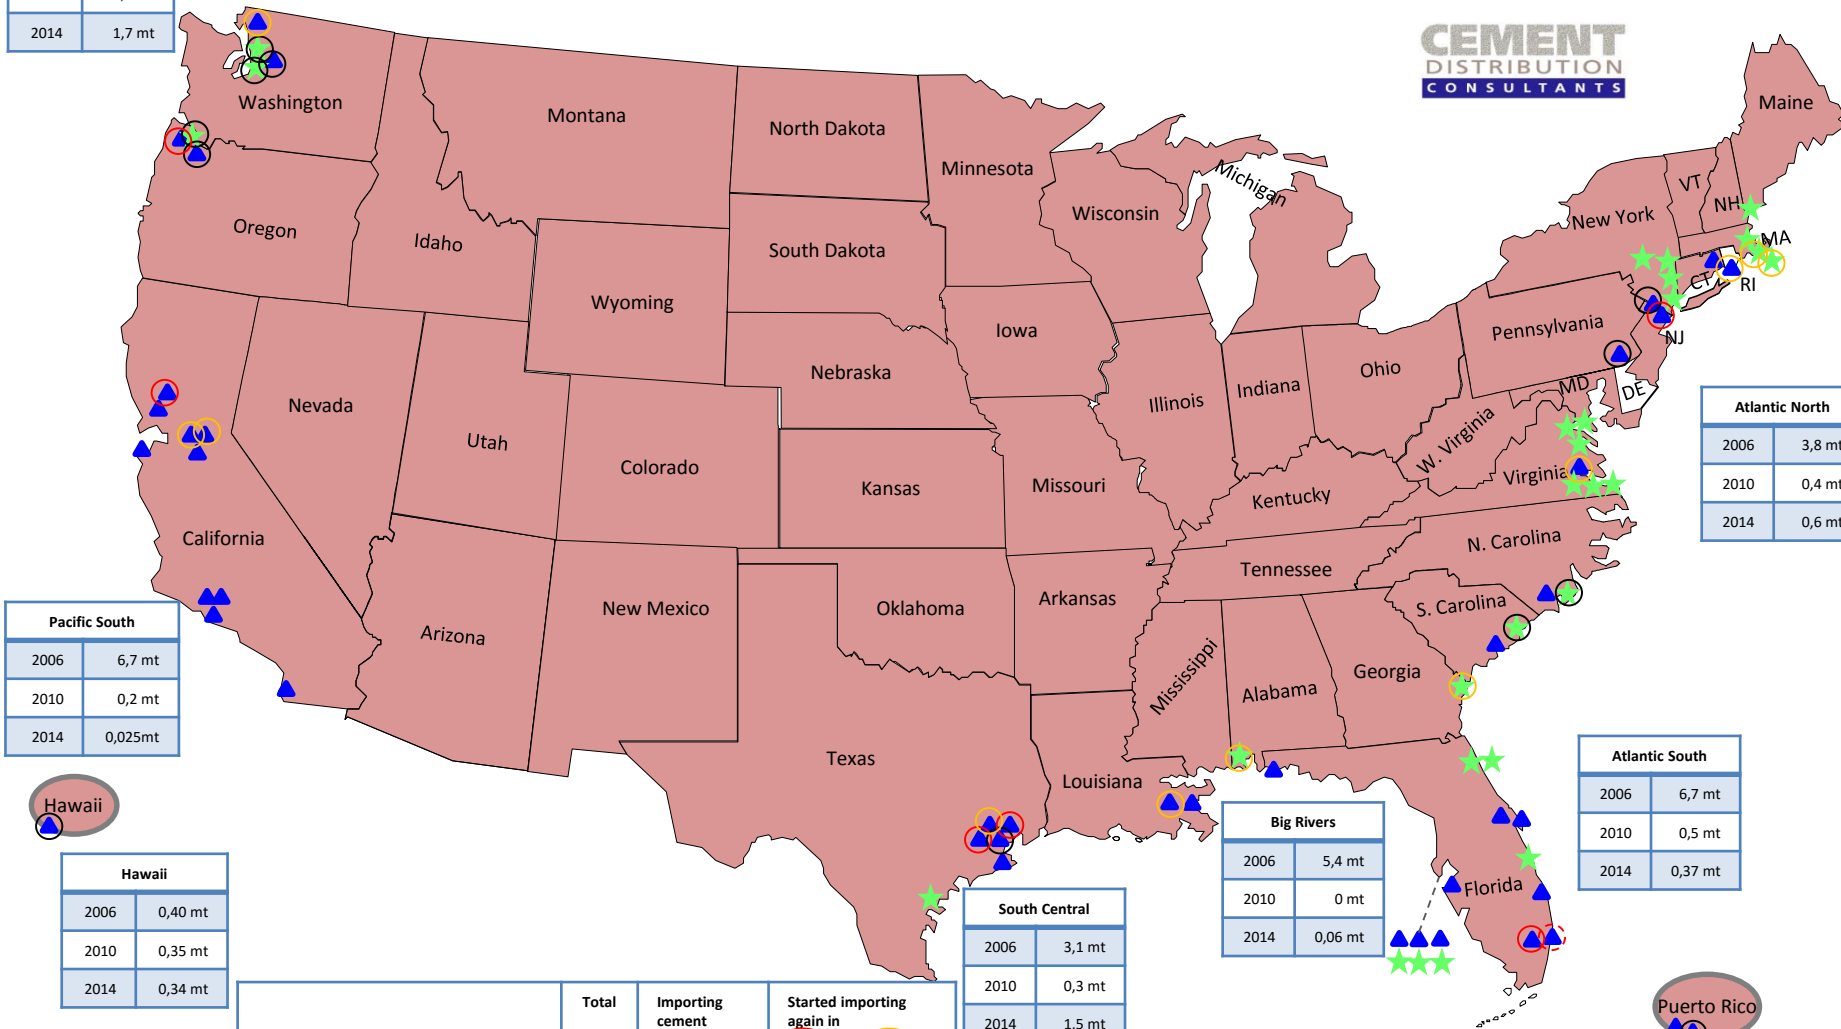 2014 1,7 mt
CEMENT
DISTRIBUTION
CONSULTANTS
Washington
Montana
North Dakota
Minnesota
Michigan
Maine
Oregon
Idaho
South Dakota
Wisconsin
New York
VT
NH
MA
CT
RI
Wyoming
Iowa
Pennsylvania
NJ
Nevada
Utah
Colorado
Nebraska
Illinois
Indiana
Ohio
MD
DE
W. Virginia
Virginia
California
Kansas
Missouri
Kentucky
N. Carolina
Tennessee
Arizona
New Mexico
Oklahoma
Arkansas
S. Carolina
Mississippi
Alabama
Georgia
Texas
Louisiana
Florida
Atlantic North
2006 3,8 mt
2010 0,4 mt
2014 0,6 mt
Pacific South
2006 6,7 mt
2010 0,2 mt
2014 0,025mt
Hawaii
Hawaii
2006 0,40 mt
2010 0,35 mt
2014 0,34 mt
Big Rivers
2006 5,4 mt
2010 0 mt
2014 0,06 mt
Atlantic South
2006 6,7 mt
2010 0,5 mt
2014 0,37 mt
South Central
2006 3,1 mt
2010 0,3 mt
2014 1,5 mt
Total
Importing
cement
Started importing
again in
Puerto Rico